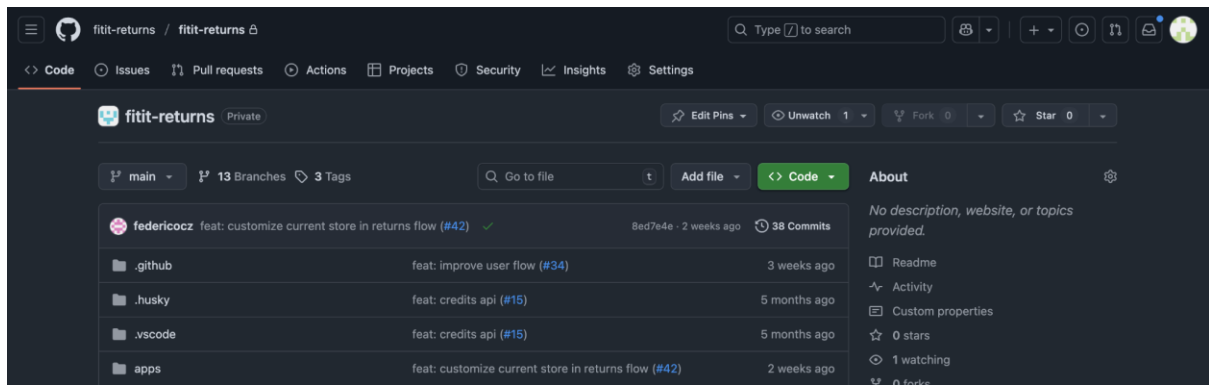 fitit-returns / fitit-returns
Type / to search
<> Code Issues Pull requests Actions Projects Security Insights Settings
fitit-returns Private
Edit Pins Unwatch 1 Fork 0 Star 0
main 13 Branches 3 Tags
Go to file t
Add file
<> Code
About
federicocz feat: customize current store in returns flow (#42) 8ed7e4e · 2 weeks ago 38 Commits
No description, website, or topics
provided.
.github feat: improve user flow (#34) 3 weeks ago
.husky feat: credits api (#15) 5 months ago
.vscode feat: credits api (#15) 5 months ago
apps feat: customize current store in returns flow (#42) 2 weeks ago
Readme
Activity
Custom properties
0 stars
1 watching
0 forks